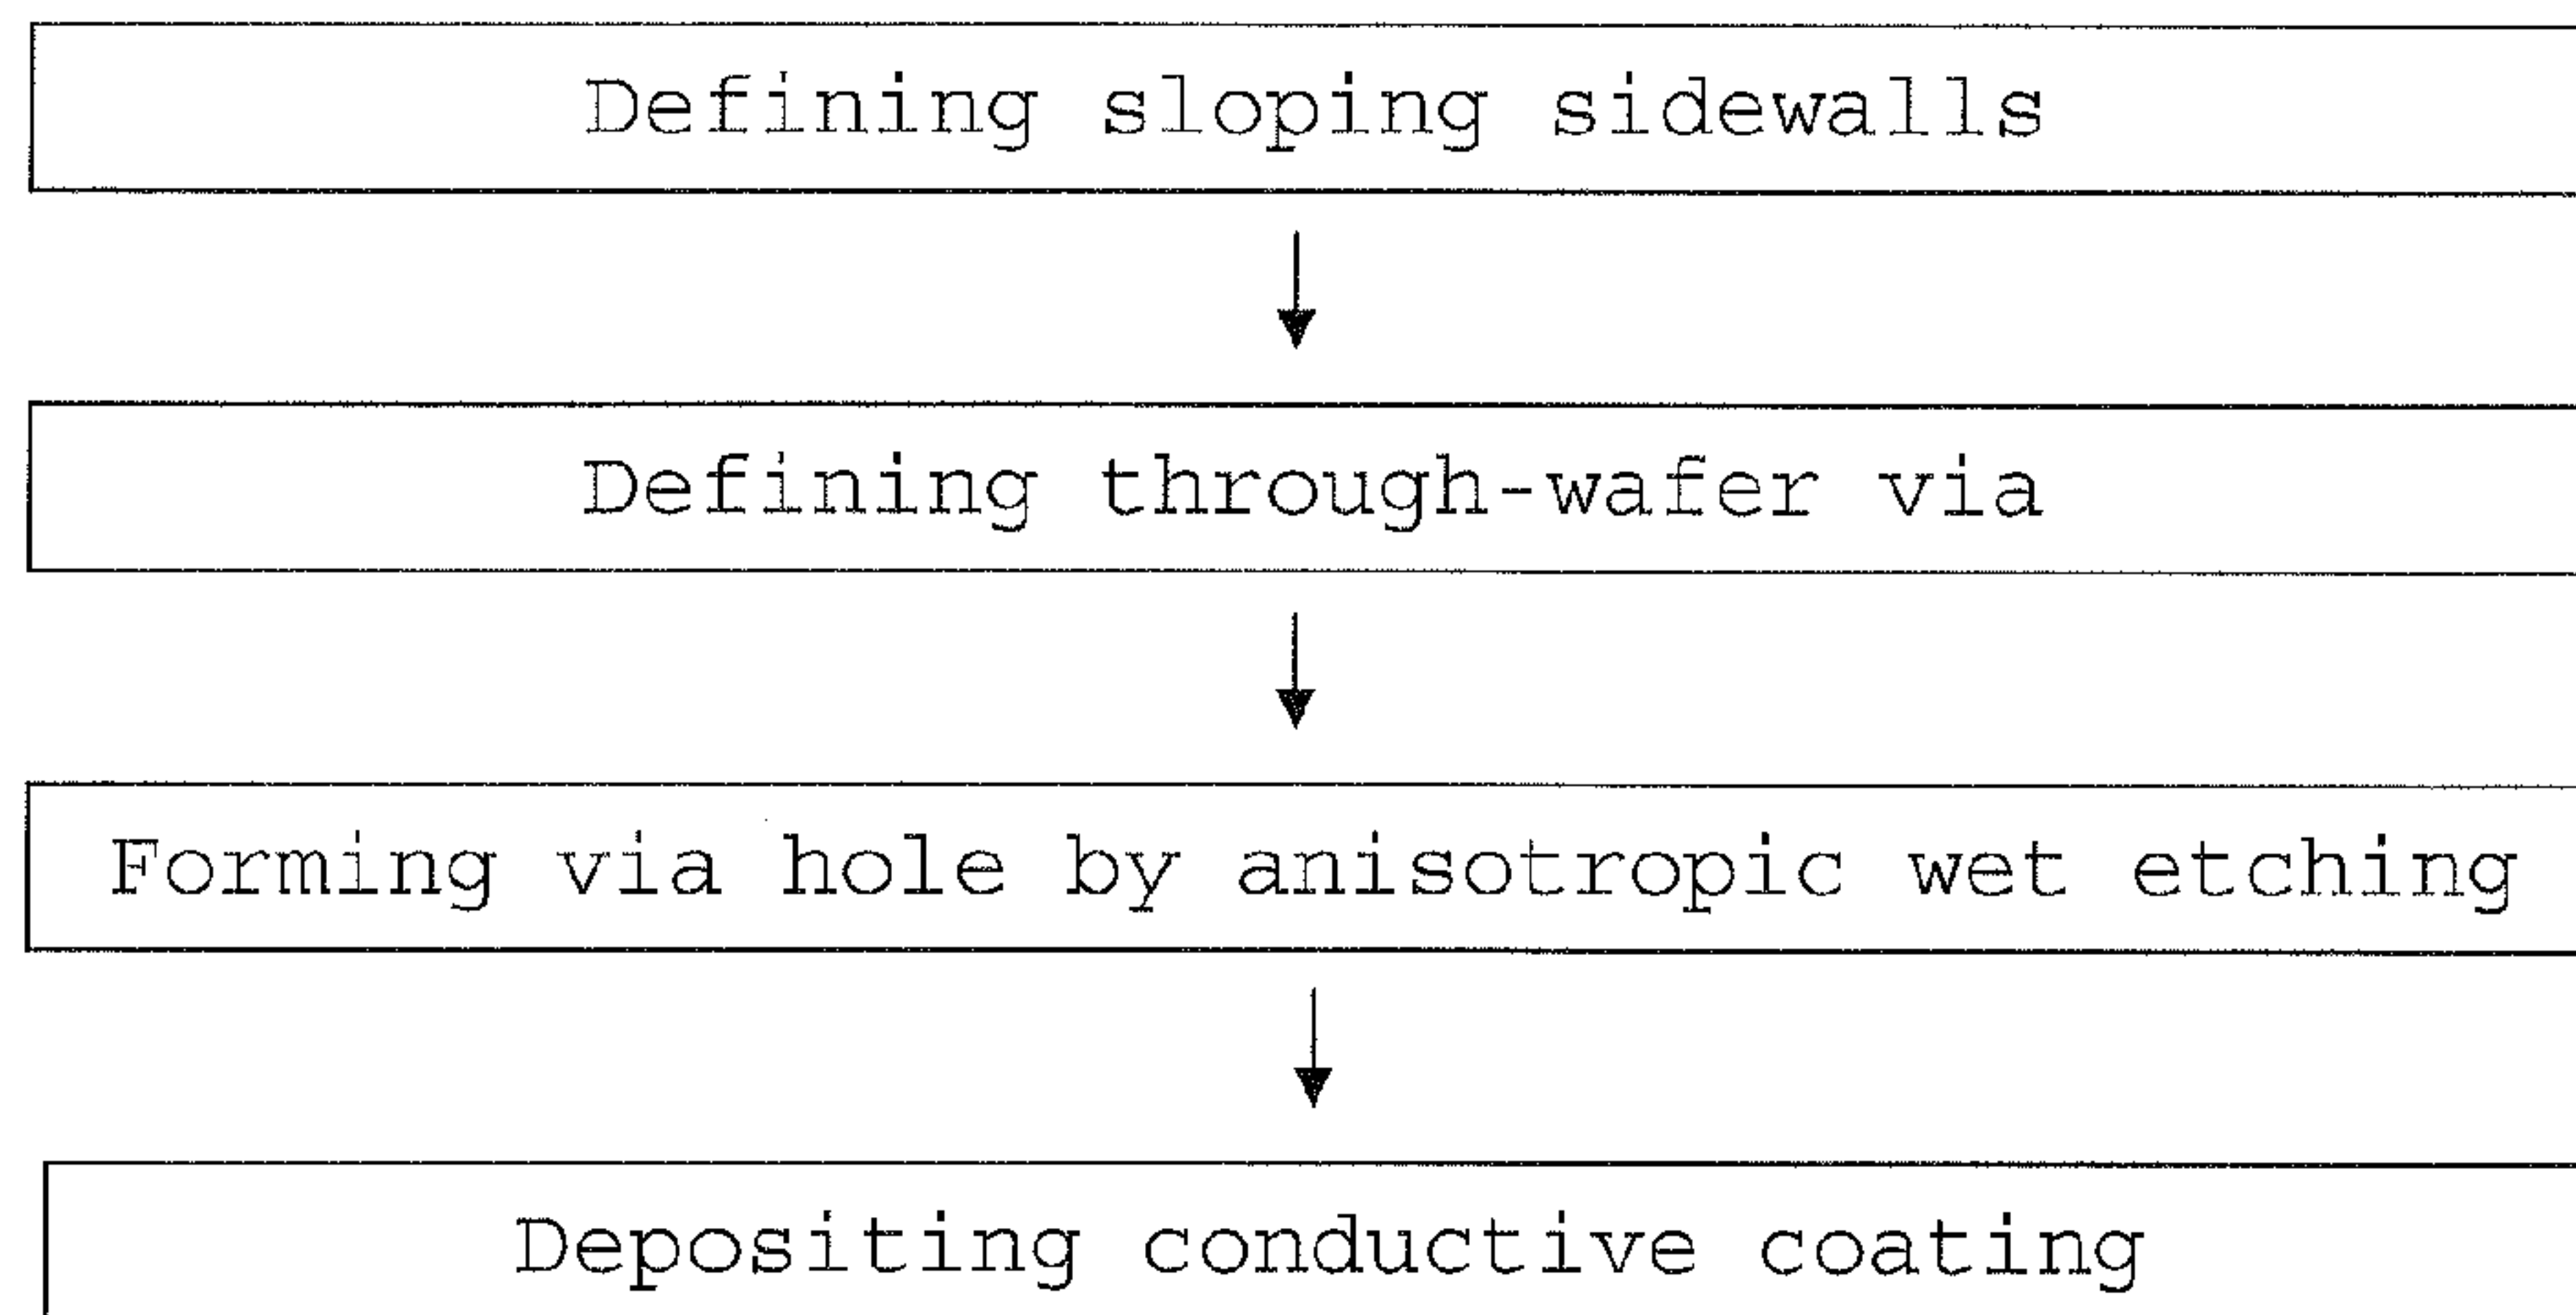 Defining sloping sidewalls
Defining through-wafer via
Forming via hole by anisotropic wet etching
Depositing conductive coating